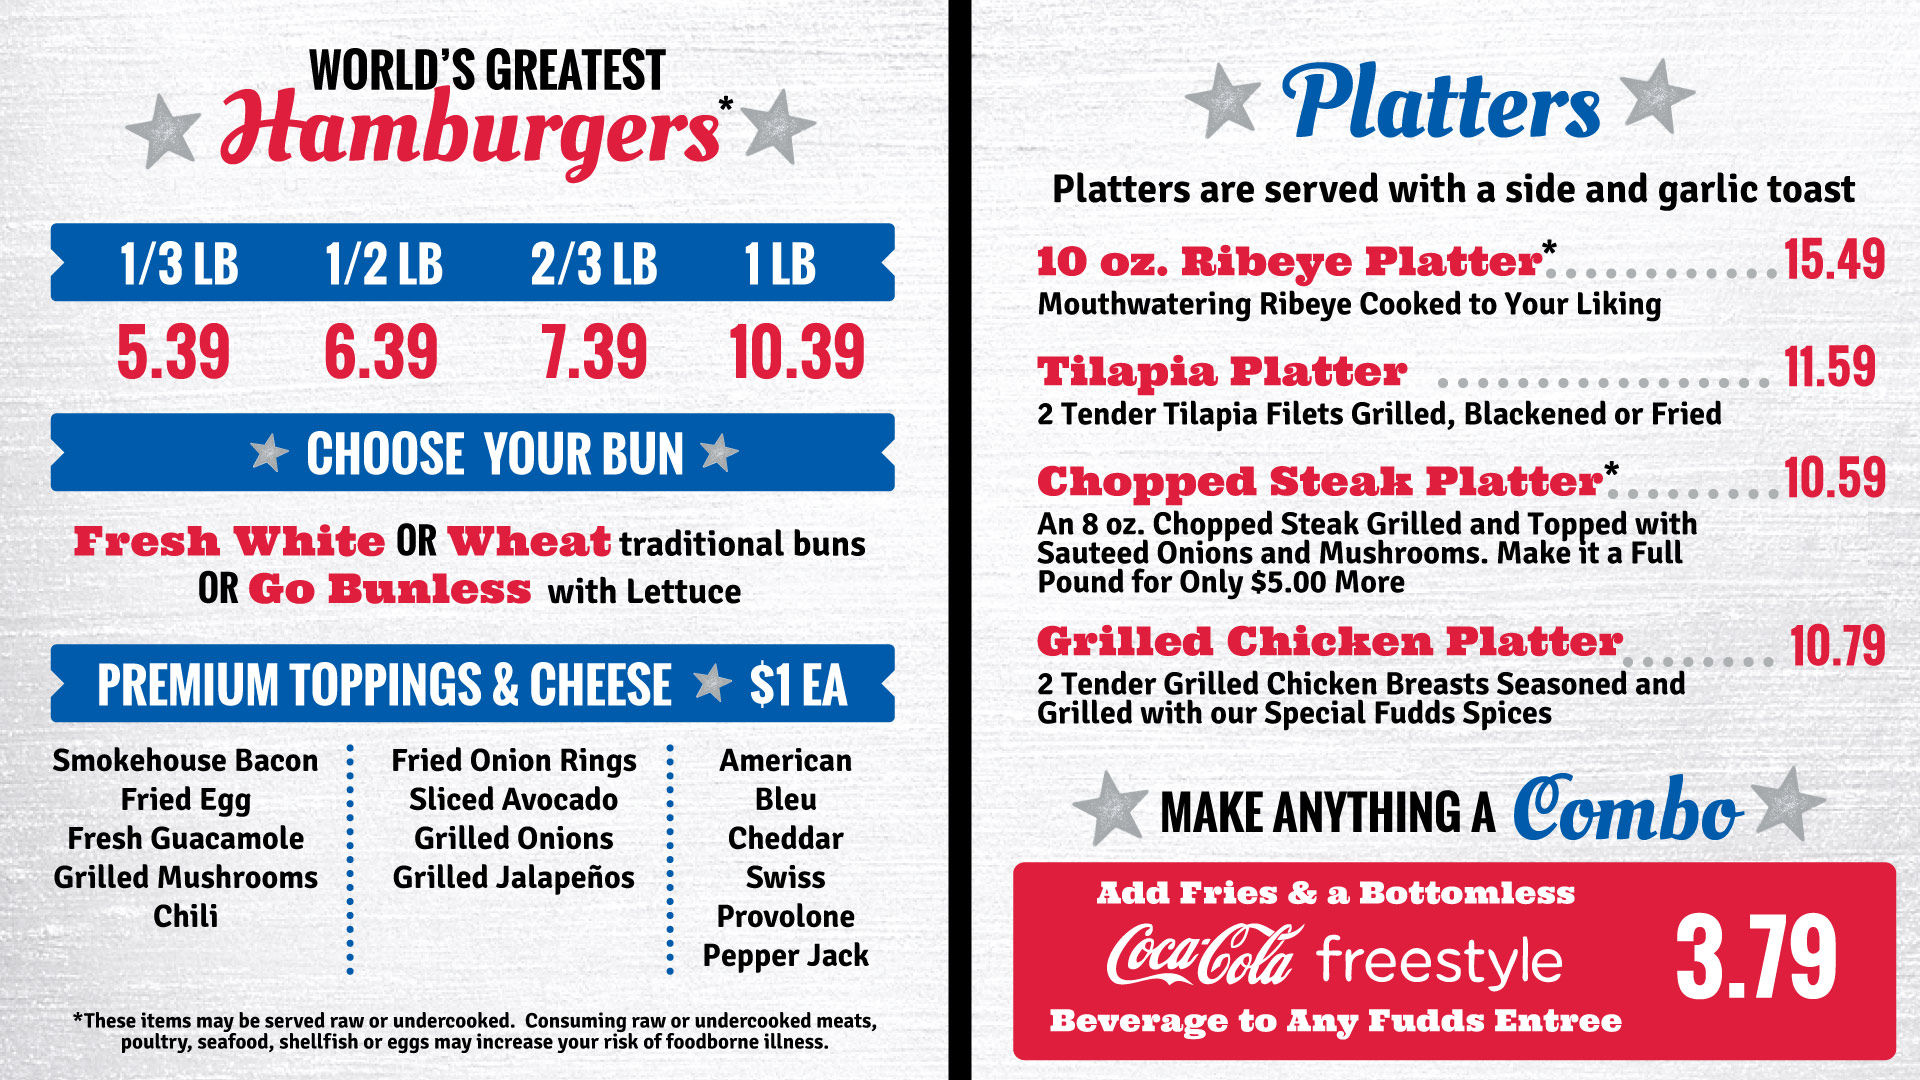 WORLD'S GREATEST
Hamburgers*
1/3 LB 1/2 LB 2/3 LB 1 LB
5.39 6.39 7.39 10.39
CHOOSE YOUR BUN
Fresh White OR Wheat traditional buns
OR Go Bunless with Lettuce
PREMIUM TOPPINGS & CHEESE $1 EA
Smokehouse Bacon
Fried Egg
Fresh Guacamole
Grilled Mushrooms
Chili
Fried Onion Rings
Sliced Avocado
Grilled Onions
Grilled Jalapeños
American
Bleu
Cheddar
Swiss
Provolone
Pepper Jack
*These items may be served raw or undercooked. Consuming raw or undercooked meats,
poultry, seafood, shellfish or eggs may increase your risk of foodborne illness.
Platters
Platters are served with a side and garlic toast
10 oz. Ribeye Platter* 15.49
Mouthwatering Ribeye Cooked to Your Liking
Tilapia Platter 11.59
2 Tender Tilapia Filets Grilled, Blackened or Fried
Chopped Steak Platter* 10.59
An 8 oz. Chopped Steak Grilled and Topped with
Sauteed Onions and Mushrooms. Make it a Full
Pound for Only $5.00 More
Grilled Chicken Platter 10.79
2 Tender Grilled Chicken Breasts Seasoned and
Grilled with our Special Fudds Spices
MAKE ANYTHING A Combo
Add Fries & a Bottomless
Coca-Cola freestyle 3.79
Beverage to Any Fudds Entree